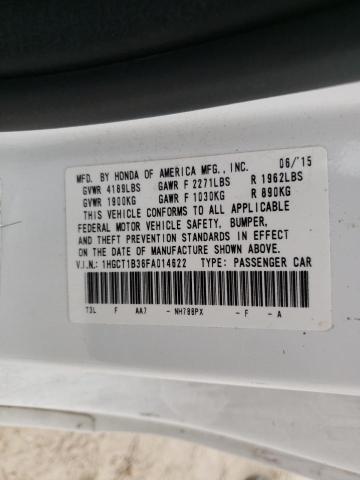 MFD. BY HONDA OF AMERICA MFG., INC. 06/15
GVWR 4189LBS GAWR F 2271LBS R 1962LBS
GVWR 1900KG GAWR F 1030KG R 890KG
THIS VEHICLE CONFORMS TO ALL APPLICABLE
FEDERAL MOTOR VEHICLE SAFETY, BUMPER,
AND THEFT PREVENTION STANDARDS IN EFFECT
ON THE DATE OF MANUFACTURE SHOWN ABOVE.
V.I.N.: 1HGCT1B36FA014622 TYPE: PASSENGER CAR
T3L F AA7 - NH788PX - F - A